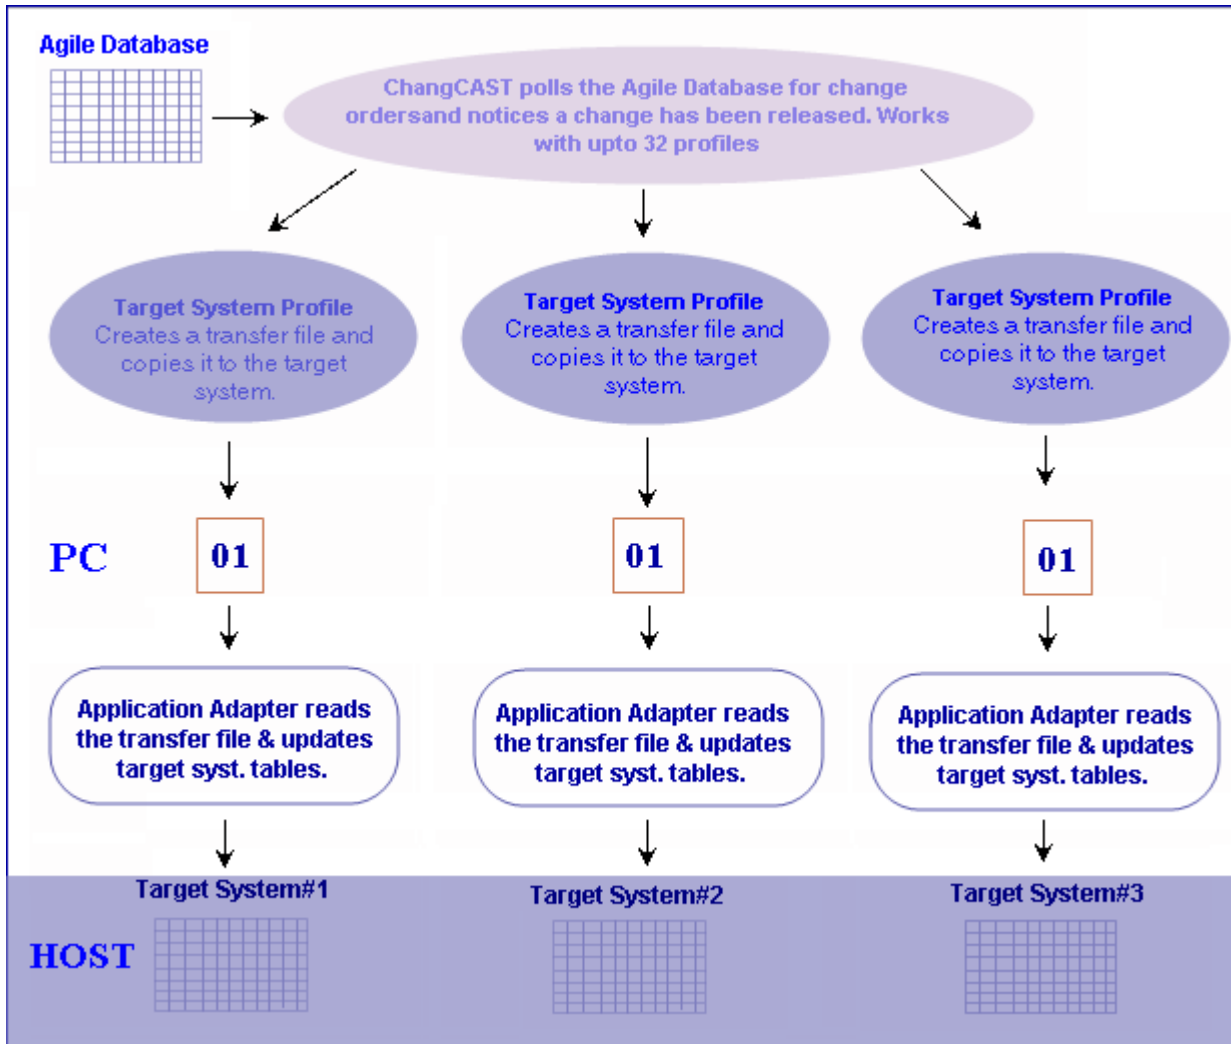 Agile Database
ChangCAST polls the Agile Database for change
ordersand notices a change has been released. Works
with upto 32 profiles
Target System Profile
Creates a transfer file and
copies it to the target
system.
Target System Profile
Creates a transfer file and
copies it to the target
system.
Target System Profile
Creates a transfer file and
copies it to the target
system.
PC
01
01
01
Application Adapter reads
the transfer file & updates
target syst. tables.
Application Adapter reads
the transfer file & updates
target syst. tables.
Application Adapter reads
the transfer file & updates
target syst. tables.
Target System#1
Target System#2
Target System#3
HOST